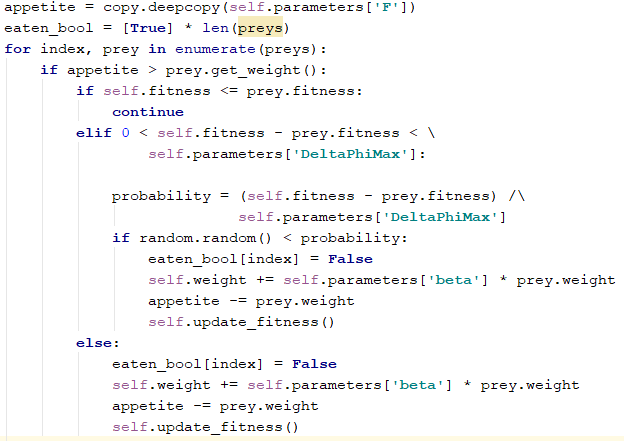 appetite = copy.deepcopy(self.parameters['F'])
eaten_bool = [True] * len(preys)
for index, prey in enumerate(preys):
    if appetite > prey.get_weight():
        if self.fitness <= prey.fitness:
            continue
        elif 0 < self.fitness - prey.fitness < \
                self.parameters['DeltaPhiMax']:

            probability = (self.fitness - prey.fitness) /\
                          self.parameters['DeltaPhiMax']
            if random.random() < probability:
                eaten_bool[index] = False
                self.weight += self.parameters['beta'] * prey.weight
                appetite -= prey.weight
                self.update_fitness()
        else:
            eaten_bool[index] = False
            self.weight += self.parameters['beta'] * prey.weight
            appetite -= prey.weight
            self.update_fitness()